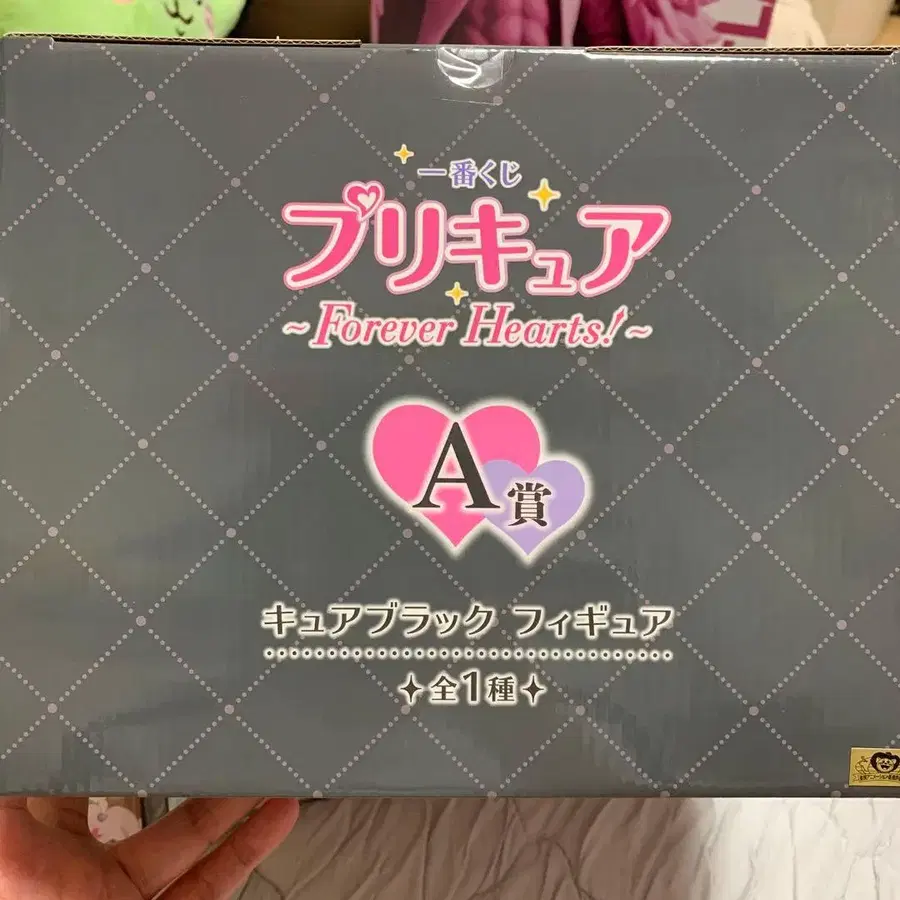 一番くじ
プリキュア
~Forever Hearts!~
A賞
キュアブラック フィギュア
全1種